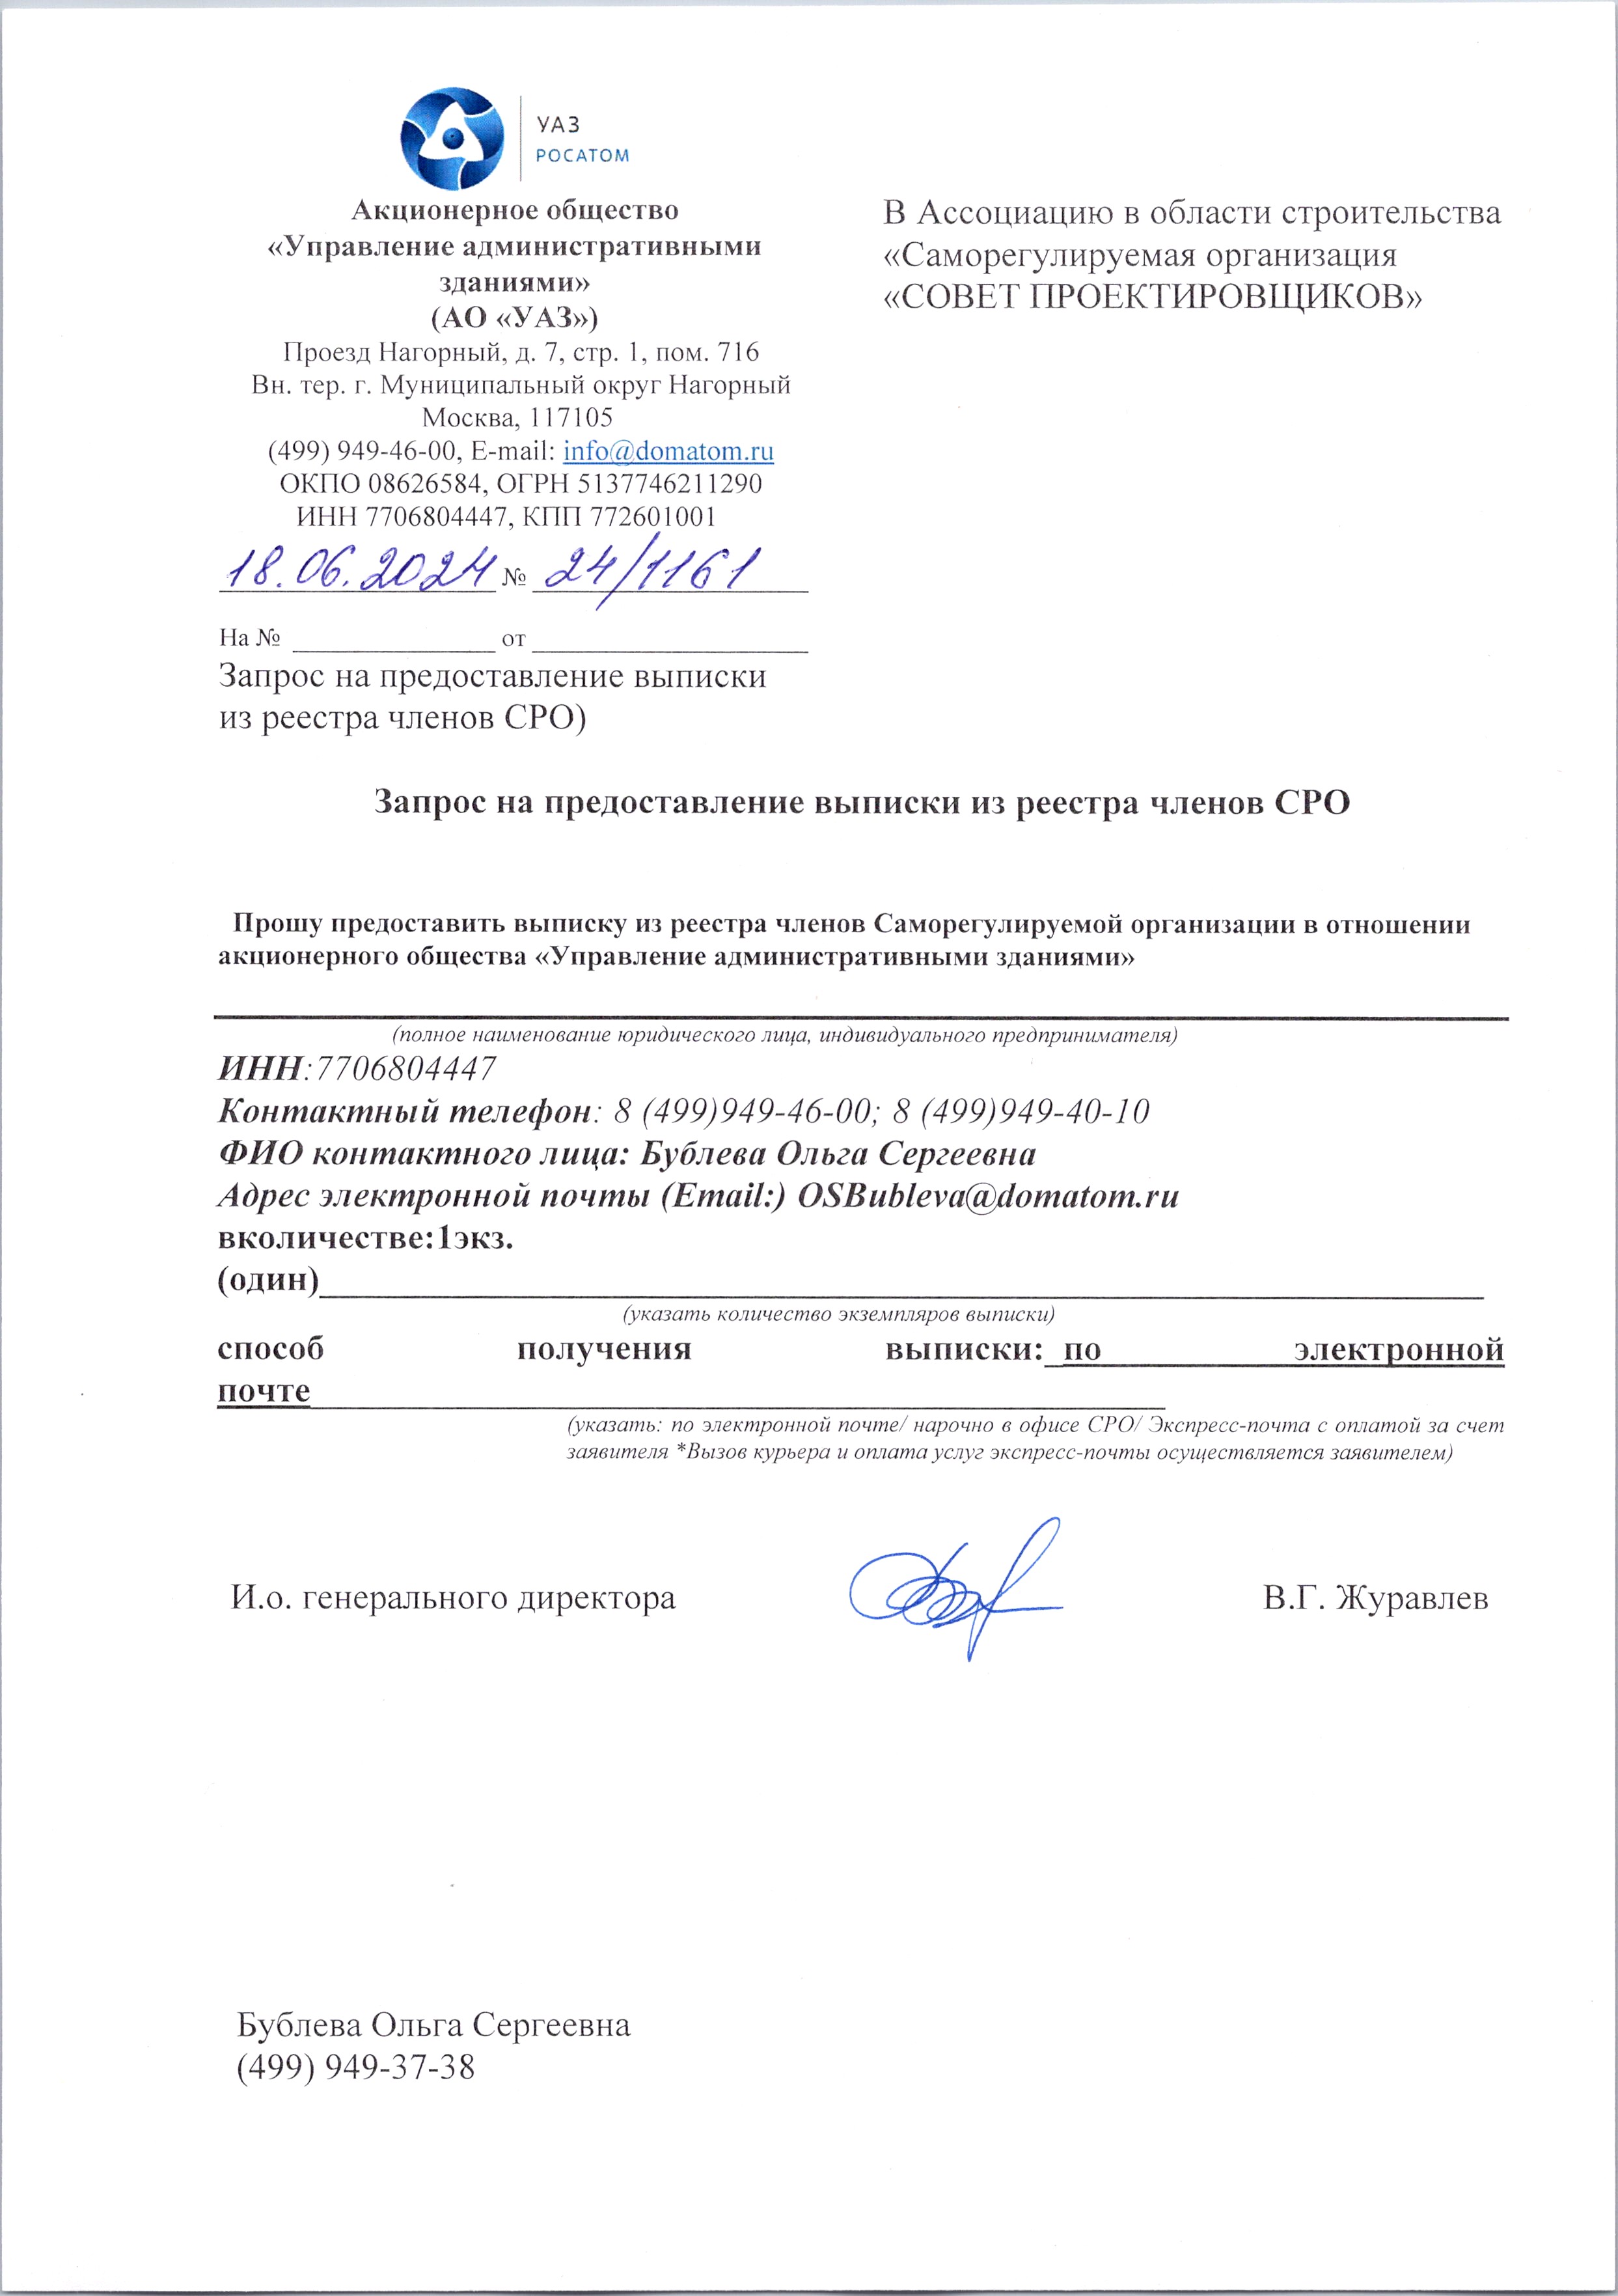 УАЗ
РОСАТОМ
Акционерное общество
«Управление административными
зданиями»
(АО «УАЗ»)
Проезд Нагорный, д. 7, стр. 1, пом. 716
Вн. тер. г. Муниципальный округ Нагорный
Москва, 117105
(499) 949-46-00, E-mail: info@domatom.ru
ОКПО 08626584, ОГРН 5137746211290
ИНН 7706804447, КПП 772601001
18.06.2024 № 24/1161
На № от
Запрос на предоставление выписки
из реестра членов СРО)
В Ассоциацию в области строительства
«Саморегулируемая организация
«СОВЕТ ПРОЕКТИРОВЩИКОВ»
Запрос на предоставление выписки из реестра членов СРО
Прошу предоставить выписку из реестра членов Саморегулируемой организации в отношении
акционерного общества «Управление административными зданиями»
(полное наименование юридического лица, индивидуального предпринимателя)
ИНН:7706804447
Контактный телефон: 8 (499)949-46-00; 8 (499)949-40-10
ФИО контактного лица: Бублева Ольга Сергеевна
Адрес электронной почты (Email:) OSBubleva@domatom.ru
вколичестве:1экз.
(один)
(указать количество экземпляров выписки)
способ получения выписки: по электронной
почте
(указать: по электронной почте/ нарочно в офисе СРО/ Экспресс-почта с оплатой за счет
заявителя *Вызов курьера и оплата услуг экспресс-почты осуществляется заявителем)
И.о. генерального директора В.Г. Журавлев
Бублева Ольга Сергеевна
(499) 949-37-38